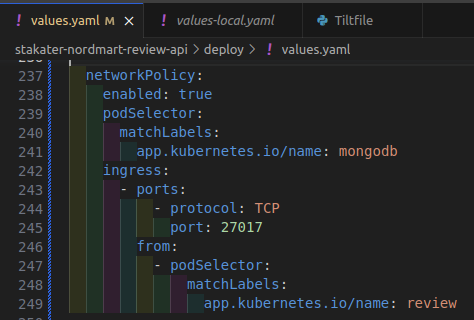 ! values.yaml M × ! values-local.yaml Tiltfile
stakater-nordmart-review-api > deploy > ! values.yaml
237 networkPolicy:
238 enabled: true
239 podSelector:
240 matchLabels:
241 app.kubernetes.io/name: mongodb
242 ingress:
243 - ports:
244 - protocol: TCP
245 port: 27017
246 from:
247 - podSelector:
248 matchLabels:
249 app.kubernetes.io/name: review